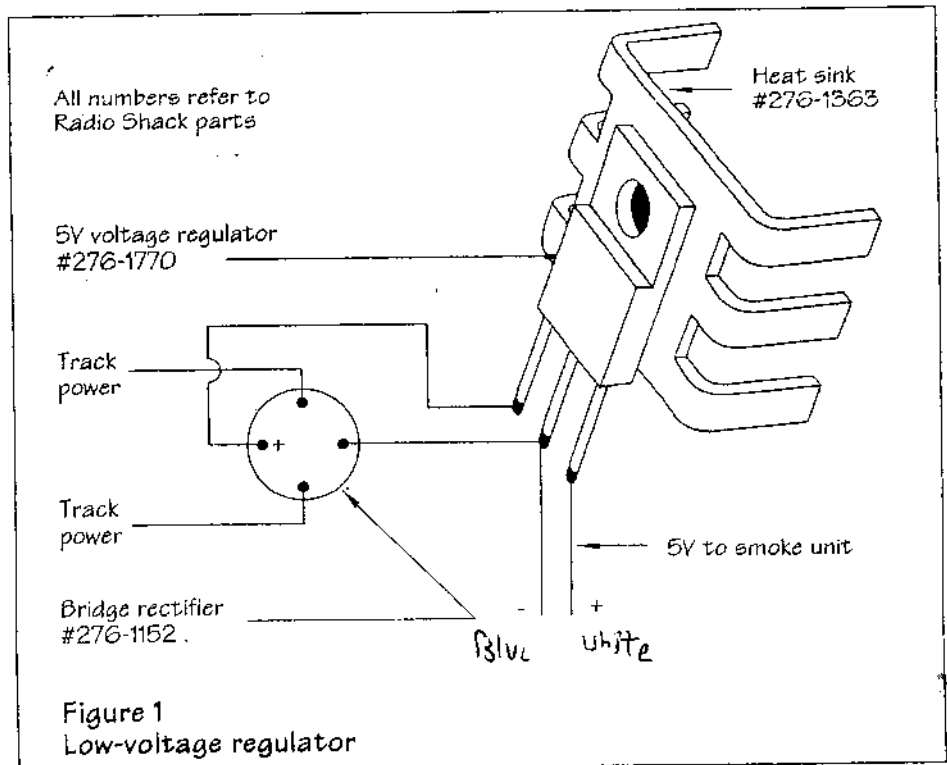 All numbers refer to
Radio Shack parts
Heat sink
#276-1363
5V voltage regulator
#276-1770
Track
power
+
Track
power
5V to smoke unit
Bridge rectifier
#276-1152.
- +
Blue white
Figure 1
Low-voltage regulator